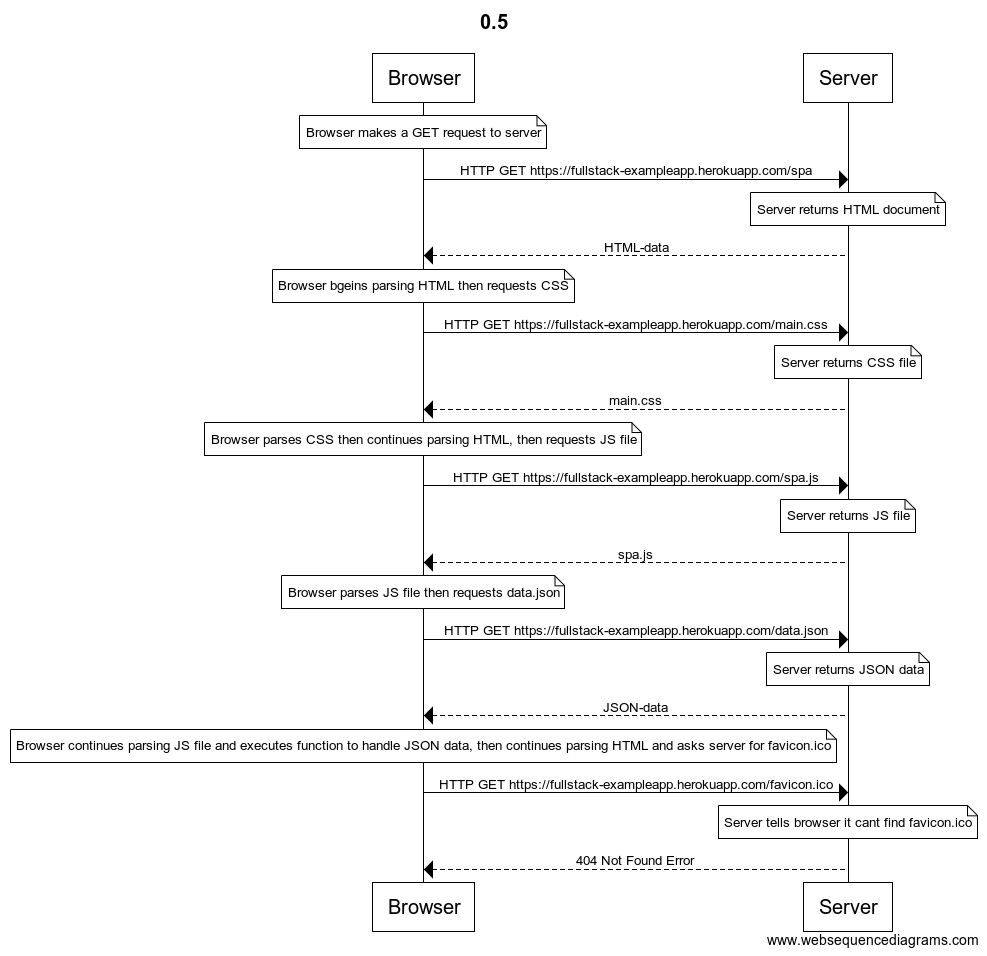 0.5
Browser
Server
Browser makes a GET request to server
HTTP GET https://fullstack-exampleapp.herokuapp.com/spa
Server returns HTML document
HTML-data
Browser bgeins parsing HTML then requests CSS
HTTP GET https://fullstack-exampleapp.herokuapp.com/main.css
Server returns CSS file
main.css
Browser parses CSS then continues parsing HTML, then requests JS file
HTTP GET https://fullstack-exampleapp.herokuapp.com/spa.js
Server returns JS file
spa.js
Browser parses JS file then requests data.json
HTTP GET https://fullstack-exampleapp.herokuapp.com/data.json
Server returns JSON data
JSON-data
Browser continues parsing JS file and executes function to handle JSON data, then continues parsing HTML and asks server for favicon.ico
HTTP GET https://fullstack-exampleapp.herokuapp.com/favicon.ico
Server tells browser it cant find favicon.ico
404 Not Found Error
Browser
Server
www.websequencediagrams.com